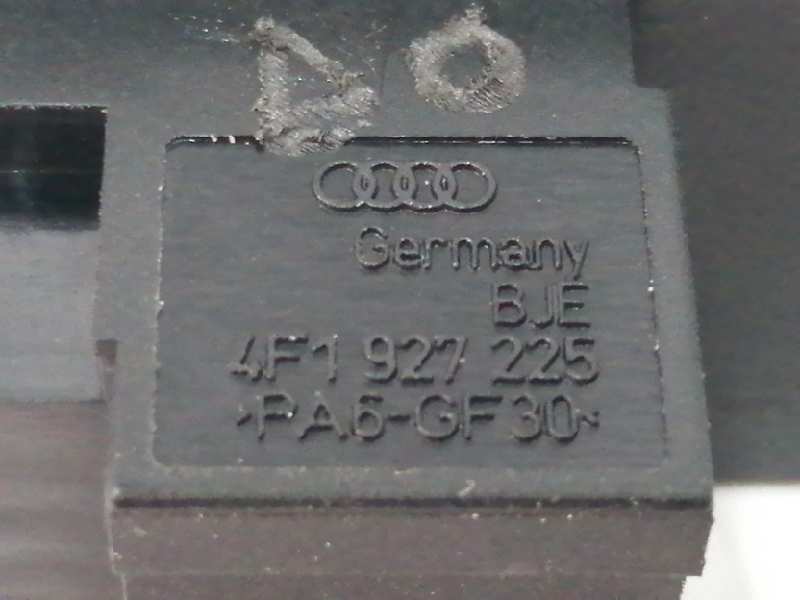 Germany
BJE
4F1 927 225
>PA6-GF30<